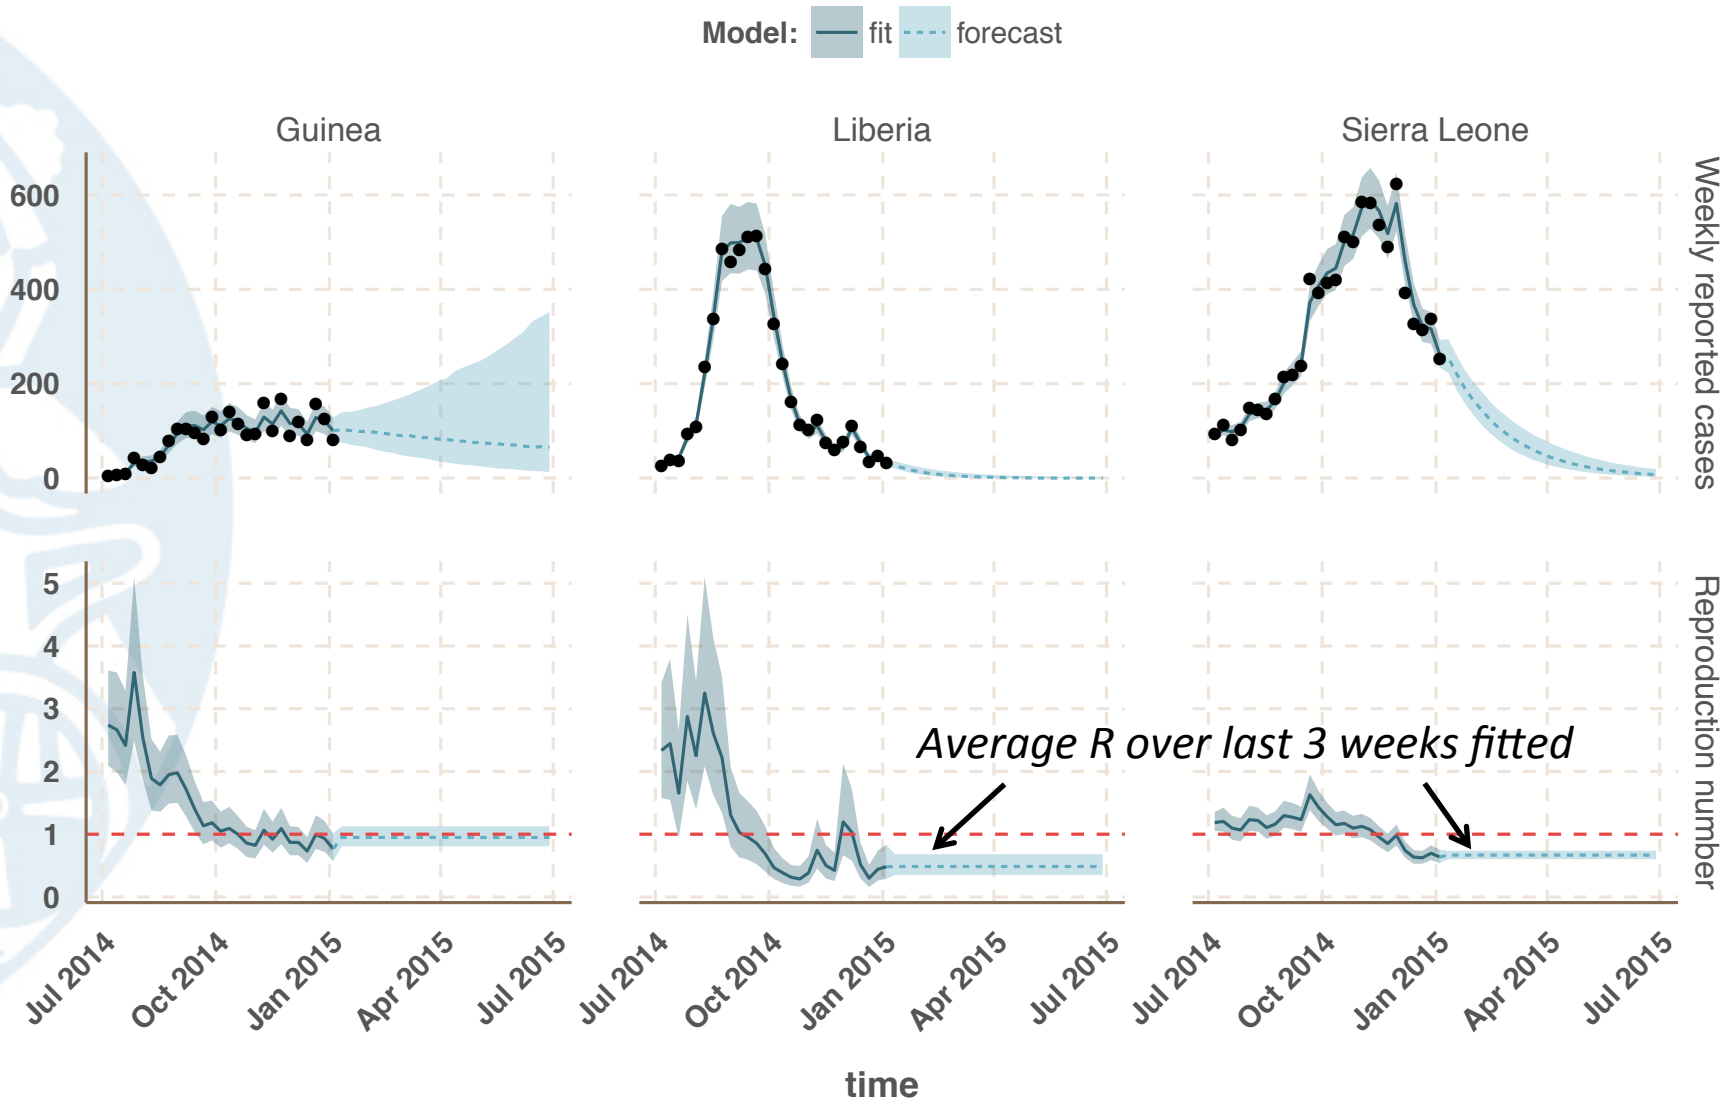 Model: fit forecast
Guinea Liberia Sierra Leone
600
400
200
0
Weekly reported cases
5
4
3
2
1
0
Reproduction number
Average R over last 3 weeks fitted
Jul 2014 Oct 2014 Jan 2015 Apr 2015 Jul 2015 Jul 2014 Oct 2014 Jan 2015 Apr 2015 Jul 2015 Jul 2014 Oct 2014 Jan 2015 Apr 2015 Jul 2015
time